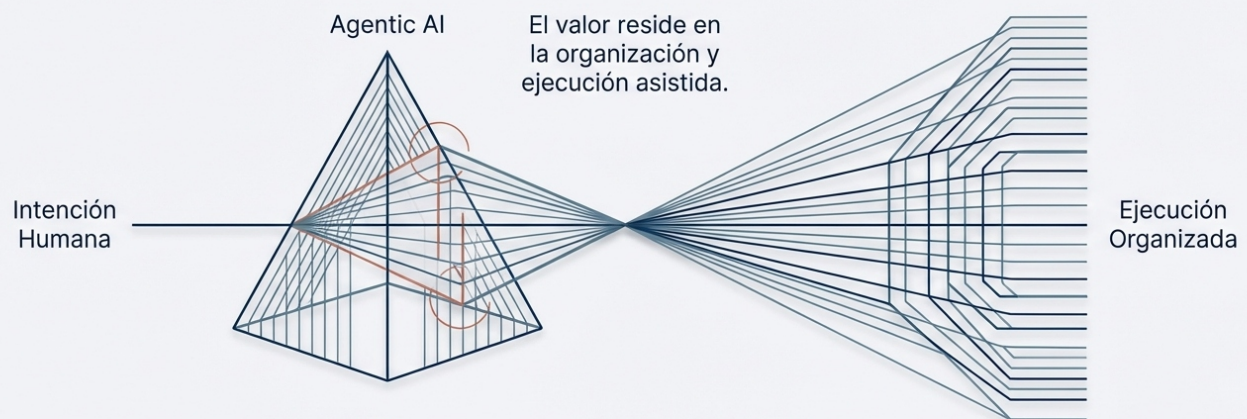 Agentic AI
El valor reside en
la organización y
ejecución asistida.
Intención
Humana
Ejecución
Organizada